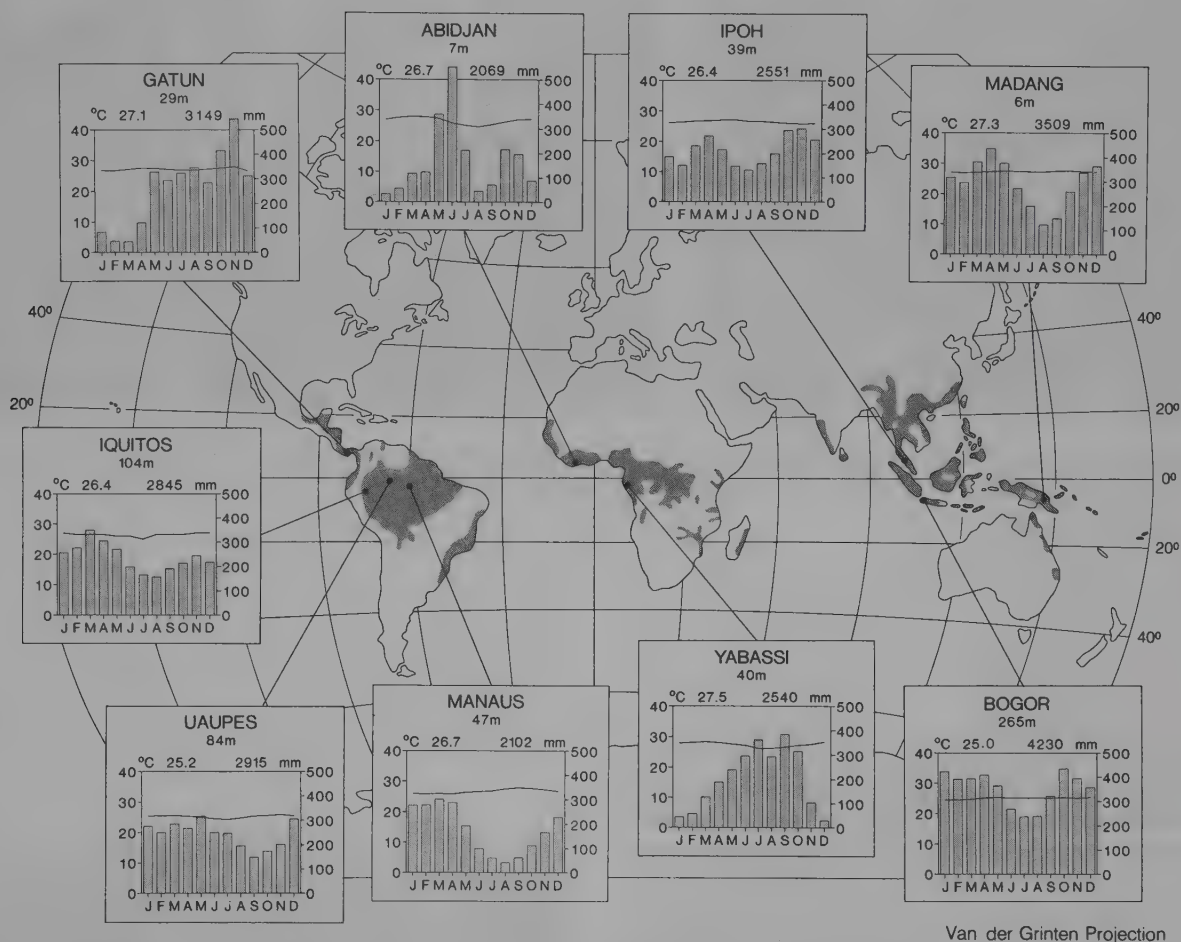 ABIDJAN
7m
°C 26.7 2069 mm
40
30
20
10
0
500
400
300
200
100
0
J F M A M J J A S O N D
IPOH
39m
°C 26.4 2551 mm
40
30
20
10
0
500
400
300
200
100
0
J F M A M J J A S O N D
GATUN
29m
°C 27.1 3149 mm
40
30
20
10
0
500
400
300
200
100
0
J F M A M J J A S O N D
MADANG
6m
°C 27.3 3509 mm
40
30
20
10
0
500
400
300
200
100
0
J F M A M J J A S O N D
40°
40°
20°
20°
0°
20°
40°
IQUITOS
104m
°C 26.4 2845 mm
40
30
20
10
0
500
400
300
200
100
0
J F M A M J J A S O N D
UAUPES
84m
°C 25.2 2915 mm
40
30
20
10
0
500
400
300
200
100
0
J F M A M J J A S O N D
MANAUS
47m
°C 26.7 2102 mm
40
30
20
10
0
500
400
300
200
100
0
J F M A M J J A S O N D
YABASSI
40m
°C 27.5 2540 mm
40
30
20
10
0
500
400
300
200
100
0
J F M A M J J A S O N D
BOGOR
265m
°C 25.0 4230 mm
40
30
20
10
0
500
400
300
200
100
0
J F M A M J J A S O N D
Van der Grinten Projection